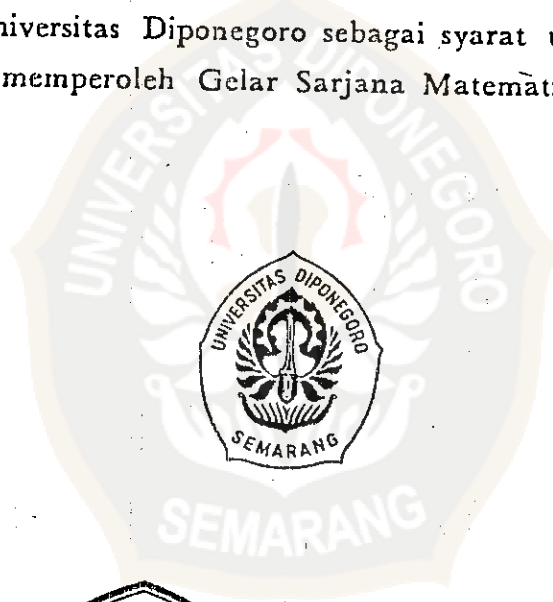 niversitas Diponegoro sebagai syarat u
memperoleh Gelar Sarjana Matemat
UNIVERSITAS DIPONEGORO
SEMARANG
UNIVERSITAS DIPONEGORO
SEMARANG